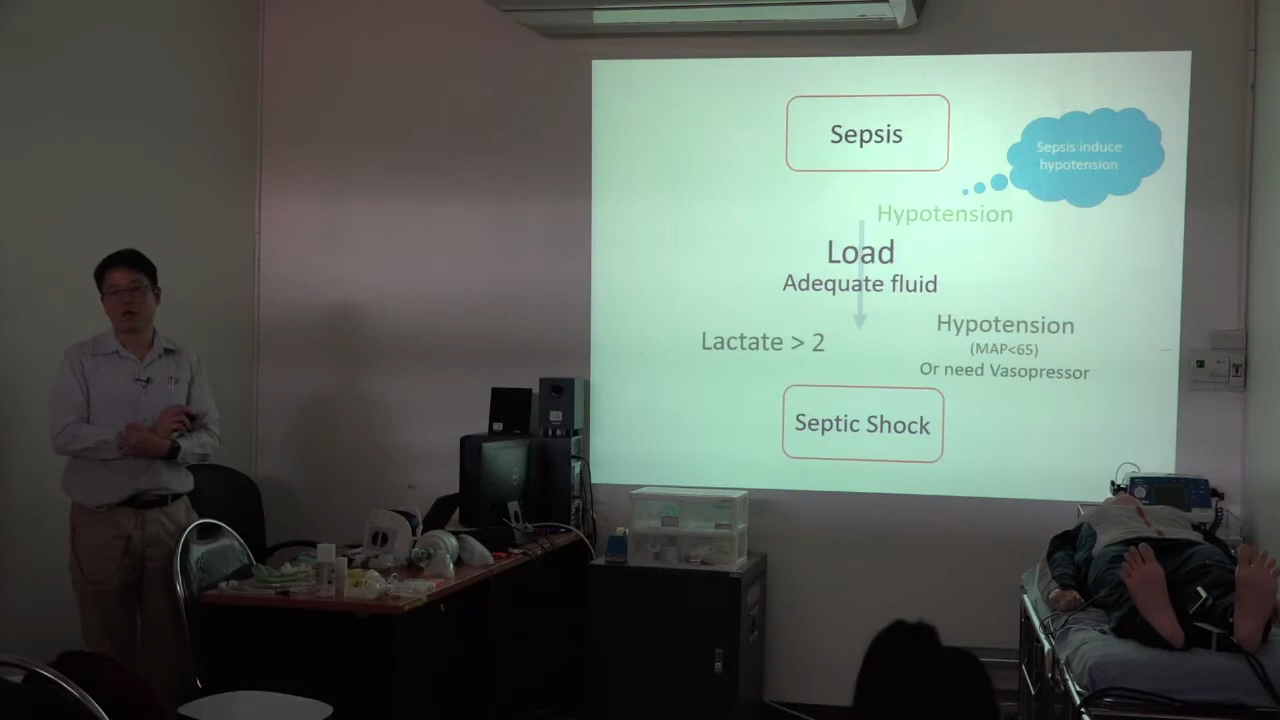 Sepsis
Sepsis induce
hypotension
Hypotension
Load
Adequate fluid
Lactate > 2
Hypotension
(MAP<65)
Or need Vasopressor
Septic Shock